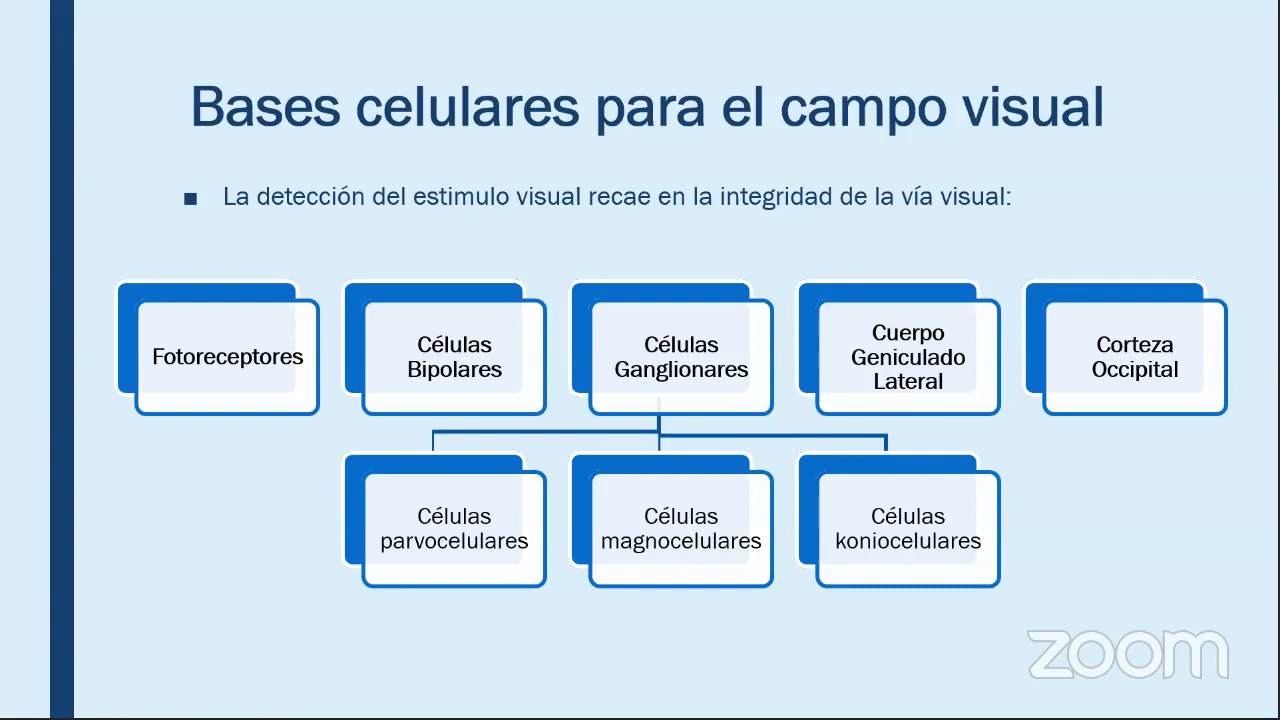 Bases celulares para el campo visual
■ La detección del estimulo visual recae en la integridad de la vía visual:
Fotoreceptores
Células
Bipolares
Células
Ganglionares
Cuerpo
Geniculado
Lateral
Corteza
Occipital
Células
parvocelulares
Células
magnocelulares
Células
koniocelulares
zoom